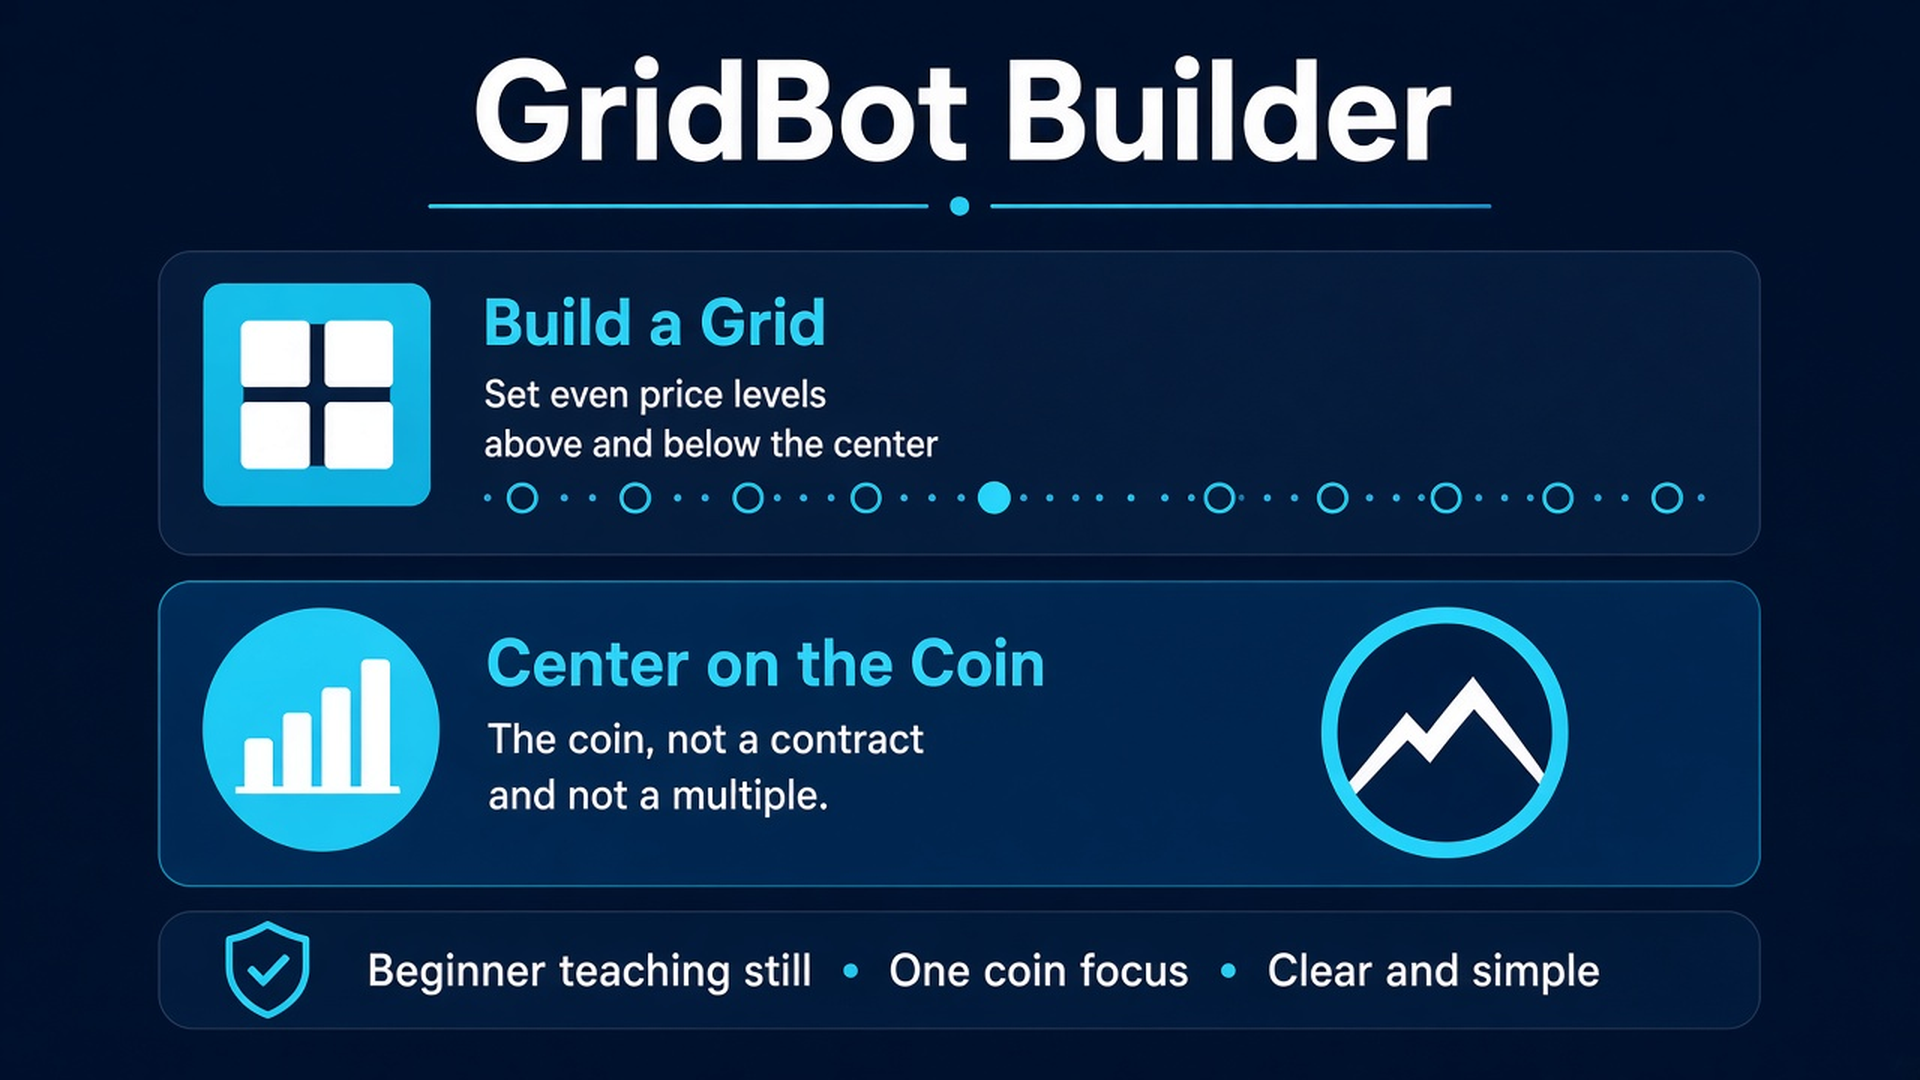 GridBot Builder
Build a Grid
Set even price levels
above and below the center
Center on the Coin
The coin, not a contract
and not a multiple.
Beginner teaching still • One coin focus • Clear and simple